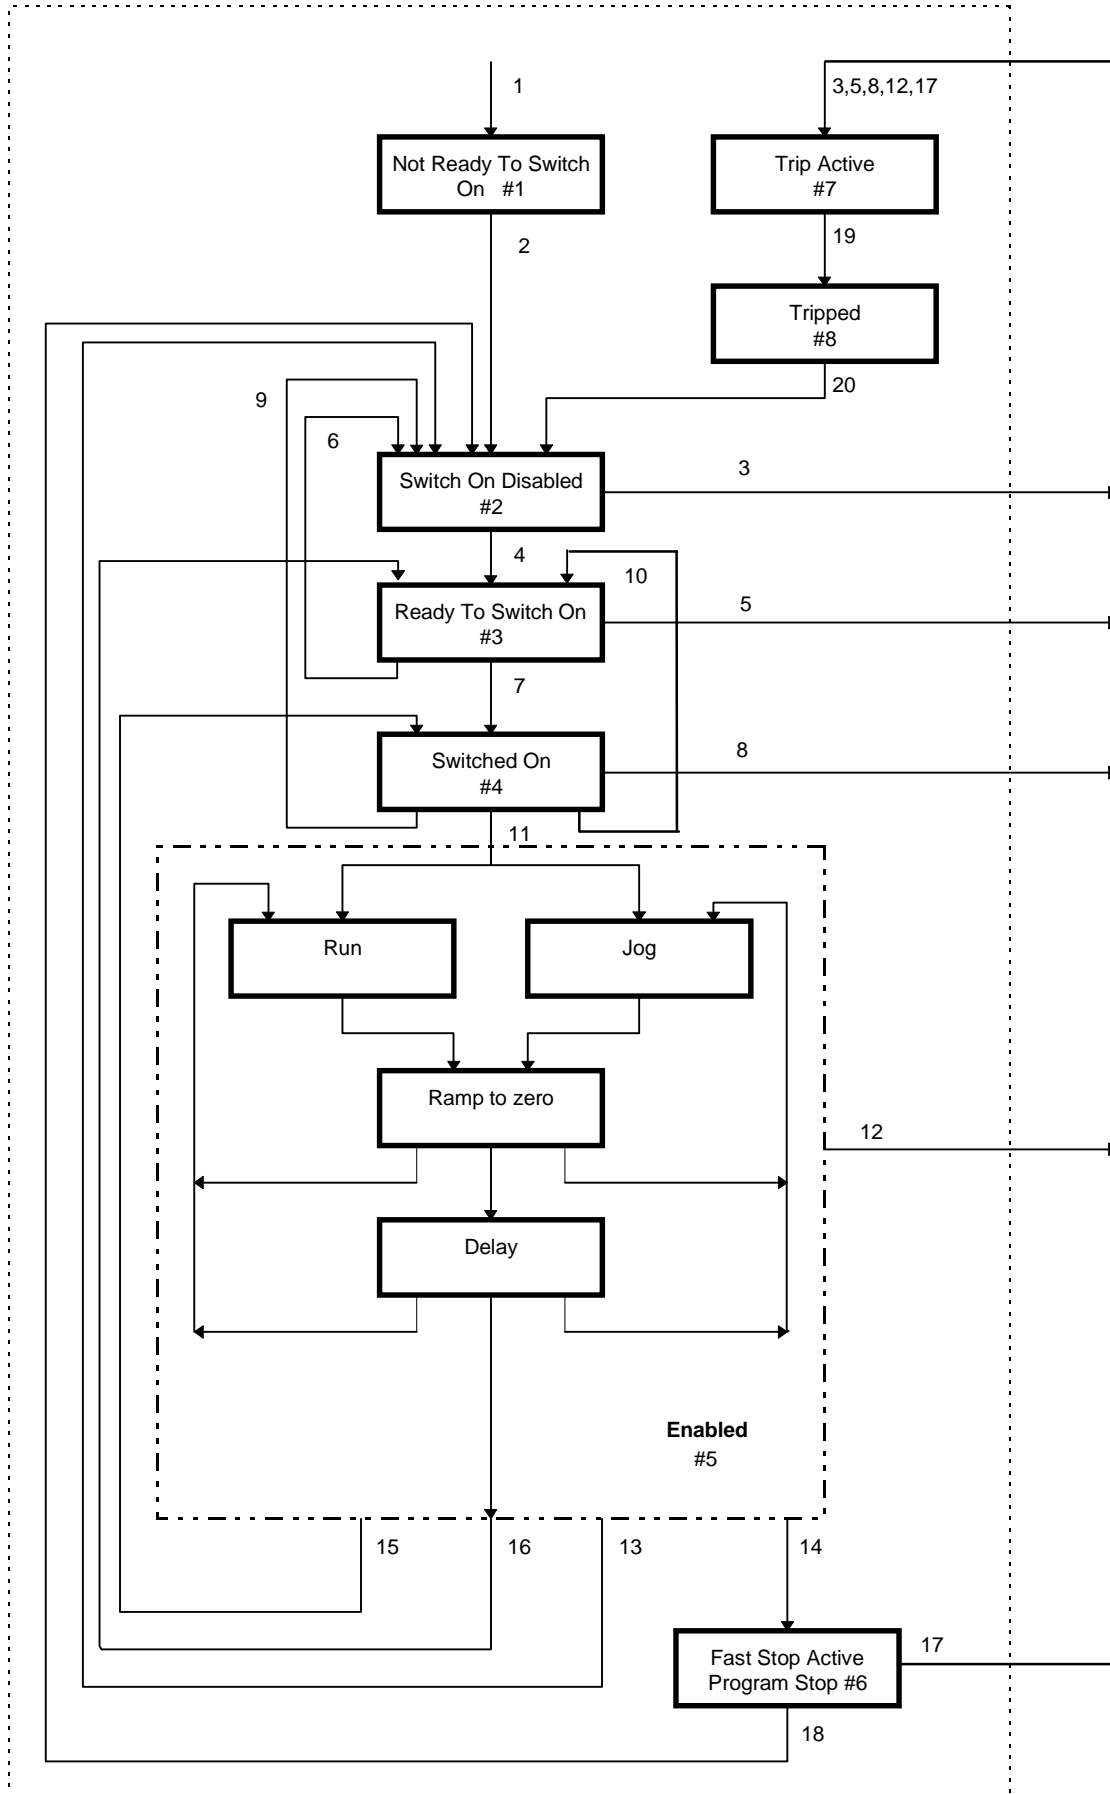 1
3,5,8,12,17
Not Ready To Switch
On #1
Trip Active
#7
2
19
Tripped
#8
20
9
6
Switch On Disabled
#2
3
4
10
Ready To Switch On
#3
5
7
Switched On
#4
8
11
Run
Jog
Ramp to zero
12
Delay
Enabled
#5
15
16
13
14
Fast Stop Active
Program Stop #6
17
18